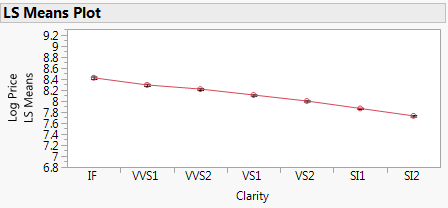 LS Means Plot
Log Price
LS Means
9.2
9
8.8
8.6
8.4
8.2
8
7.8
7.6
7.4
7.2
7
6.8
IF VVS1 VVS2 VS1 VS2 SI1 SI2
Clarity